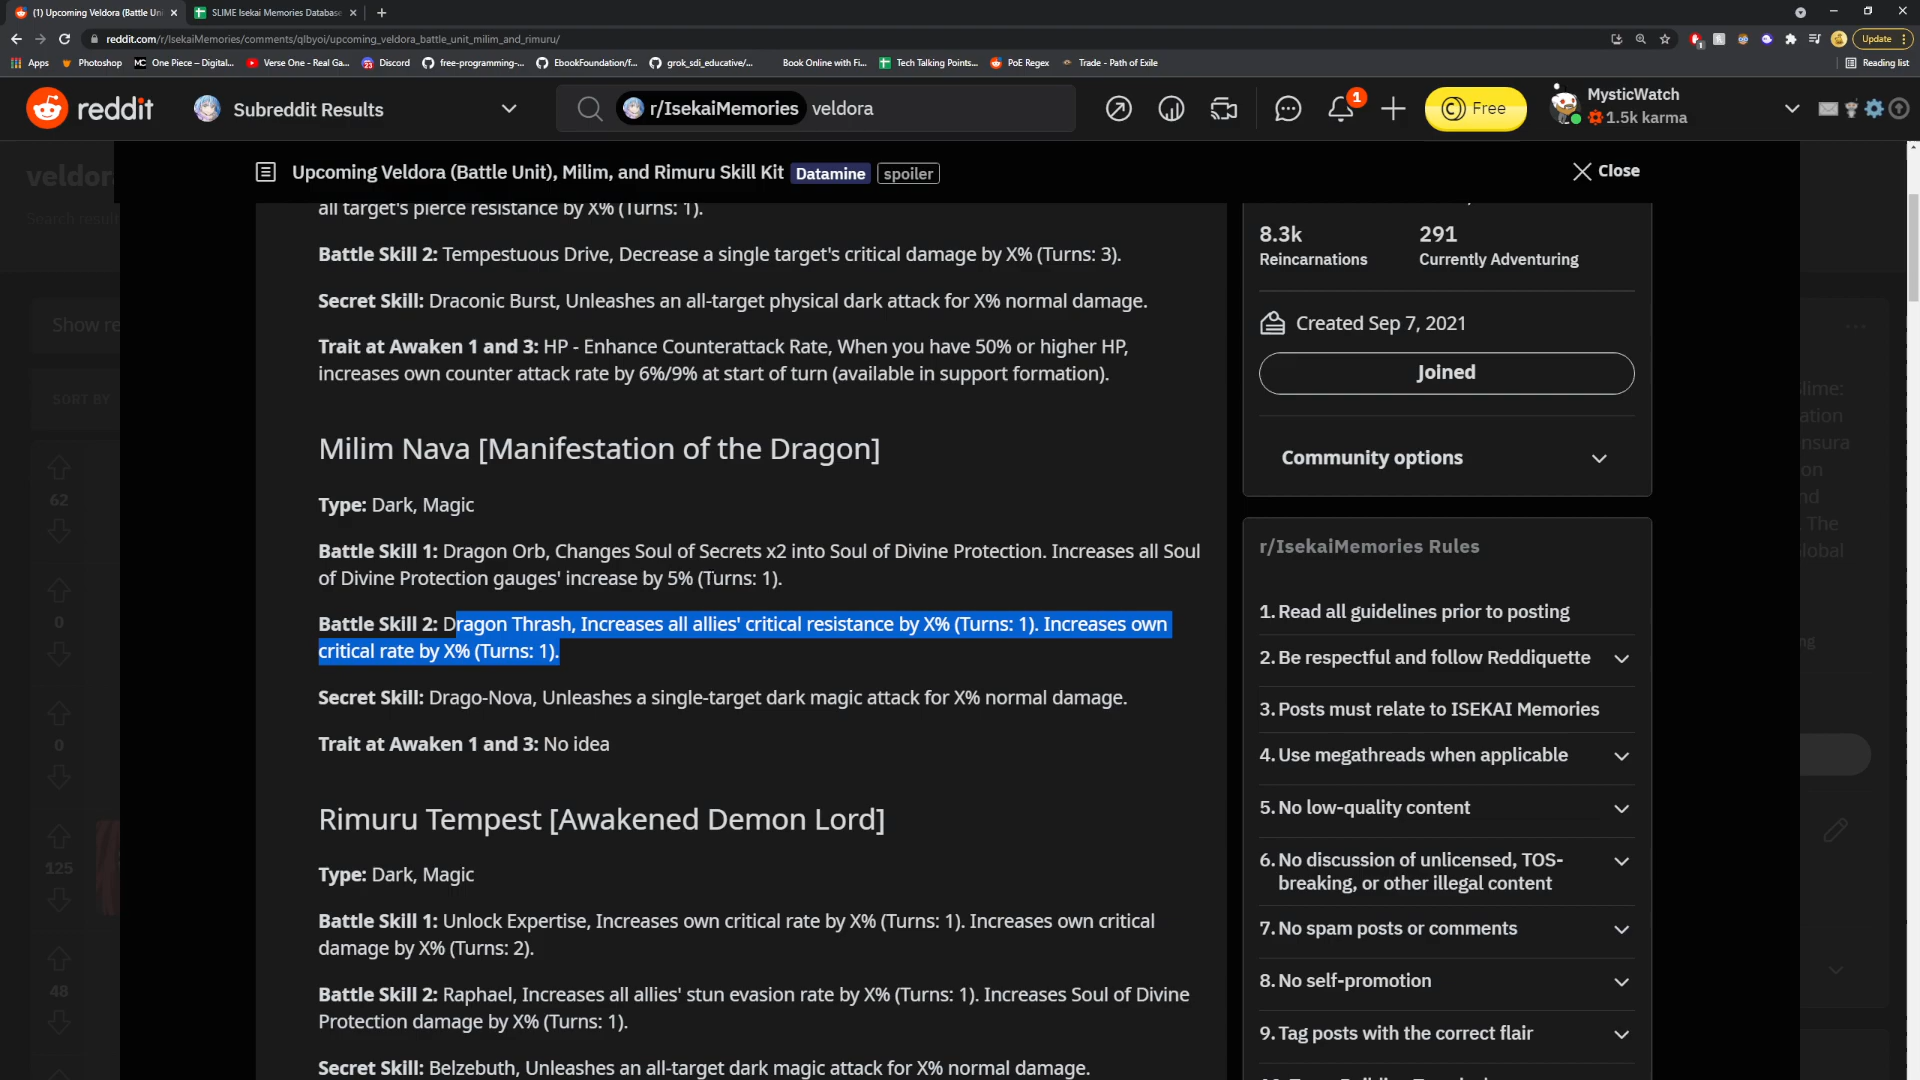 (1) Upcoming Veldora (Battle Uni
SLIME Isekai Memories Database
reddit.com/r/IsekaiMemories/comments/qlbyoi/upcoming_veldora_battle_unit_milim_and_rimuru/
Update
Apps
Photoshop
One Piece – Digital...
Verse One - Real Ga...
Discord
free-programming-...
EbookFoundation/f...
grok_sdi_educative/...
Book Online with Fi...
Tech Talking Points...
PoE Regex
Trade - Path of Exile
Reading list
reddit
Subreddit Results
r/IsekaiMemories veldora
1
Free
MysticWatch
1.5k karma
Upcoming Veldora (Battle Unit), Milim, and Rimuru Skill Kit Datamine spoiler
Close
all target's pierce resistance by X% (Turns: 1).
Battle Skill 2: Tempestuous Drive, Decrease a single target's critical damage by X% (Turns: 3).
Secret Skill: Draconic Burst, Unleashes an all-target physical dark attack for X% normal damage.
Trait at Awaken 1 and 3: HP - Enhance Counterattack Rate, When you have 50% or higher HP,
increases own counter attack rate by 6%/9% at start of turn (available in support formation).
Milim Nava [Manifestation of the Dragon]
Type: Dark, Magic
Battle Skill 1: Dragon Orb, Changes Soul of Secrets x2 into Soul of Divine Protection. Increases all Soul
of Divine Protection gauges' increase by 5% (Turns: 1).
Battle Skill 2: Dragon Thrash, Increases all allies' critical resistance by X% (Turns: 1). Increases own
critical rate by X% (Turns: 1).
Secret Skill: Drago-Nova, Unleashes a single-target dark magic attack for X% normal damage.
Trait at Awaken 1 and 3: No idea
Rimuru Tempest [Awakened Demon Lord]
Type: Dark, Magic
Battle Skill 1: Unlock Expertise, Increases own critical rate by X% (Turns: 1). Increases own critical
damage by X% (Turns: 2).
Battle Skill 2: Raphael, Increases all allies' stun evasion rate by X% (Turns: 1). Increases Soul of Divine
Protection damage by X% (Turns: 1).
Secret Skill: Belzebuth, Unleashes an all-target dark magic attack for X% normal damage.
8.3k
Reincarnations
291
Currently Adventuring
Created Sep 7, 2021
Joined
Community options
r/IsekaiMemories Rules
1. Read all guidelines prior to posting
2. Be respectful and follow Reddiquette
3. Posts must relate to ISEKAI Memories
4. Use megathreads when applicable
5. No low-quality content
6. No discussion of unlicensed, TOS-
breaking, or other illegal content
7. No spam posts or comments
8. No self-promotion
9. Tag posts with the correct flair
veldor
Search result
Show re
SORT BY
62
0
0
125
48